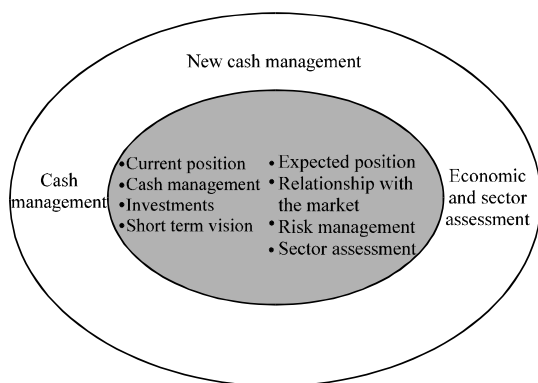 New cash management
Cash
management
•Current position
•Cash management
•Investments
•Short term vision
• Expected position
• Relationship with
the market
• Risk management
• Sector assessment
Economic
and sector
assessment